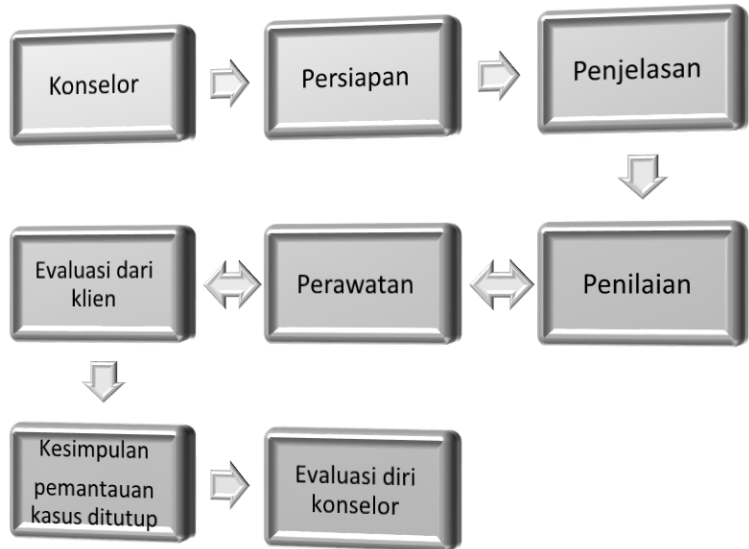 Konselor
Persiapan
Penjelasan
Evaluasi dari
klien
Perawatan
Penilaian
Kesimpulan
pemantauan
kasus ditutup
Evaluasi diri
konselor